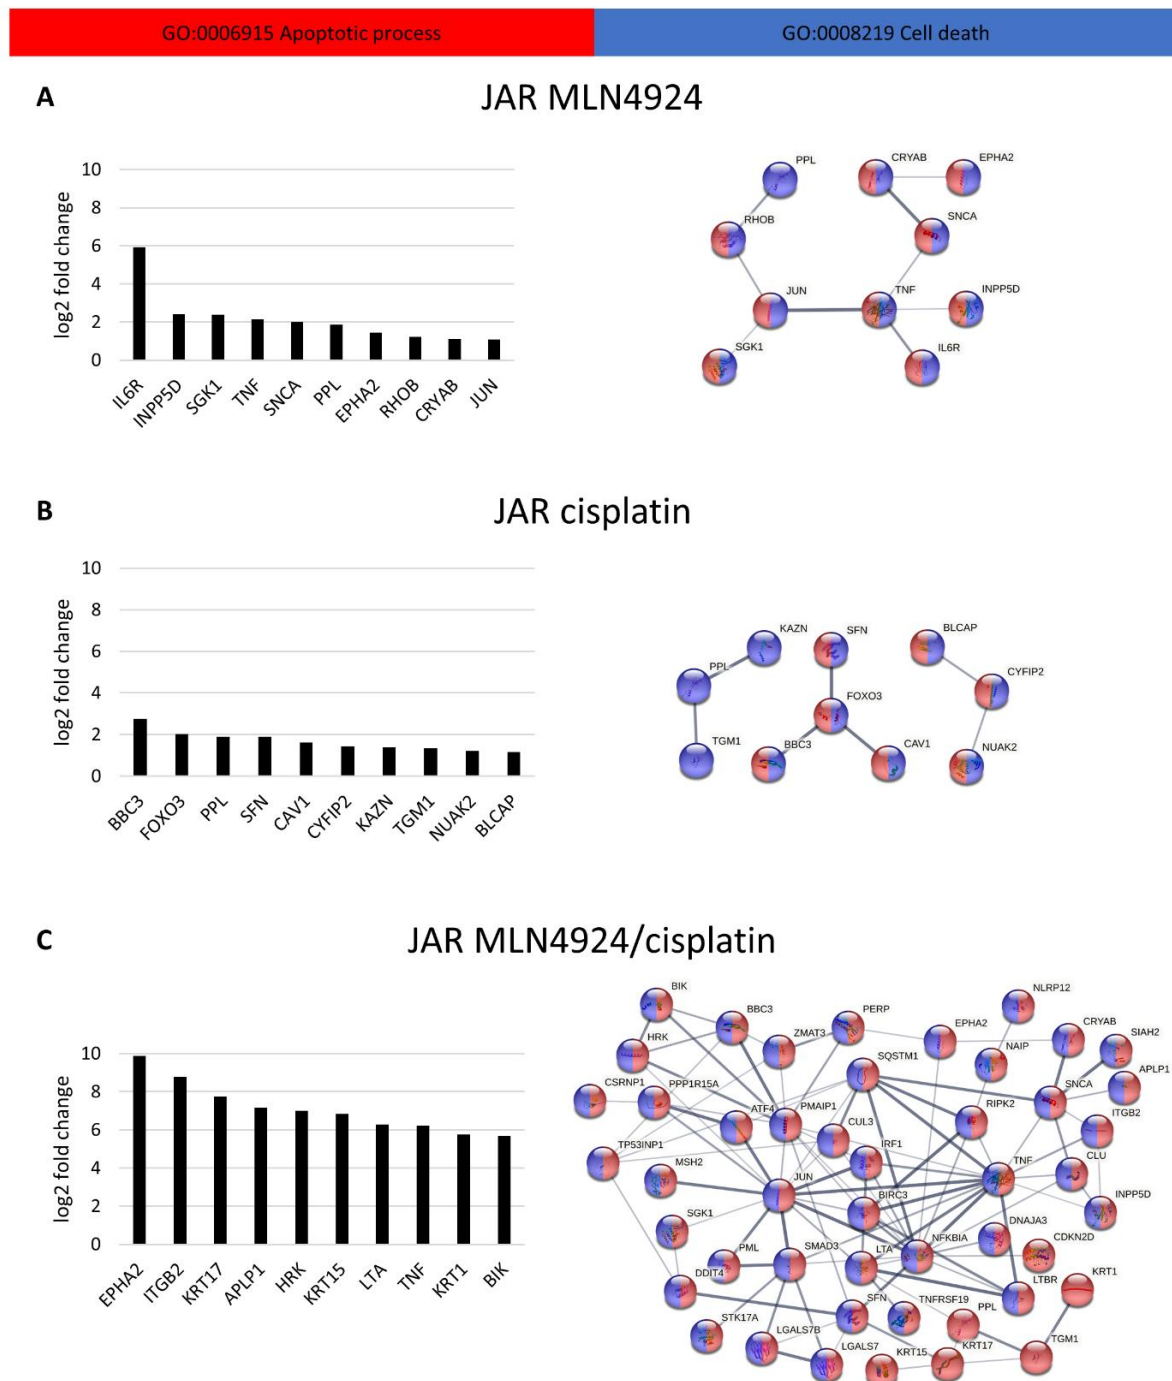 GO:0006915 Apoptotic process GO:0008219 Cell death
A
JAR MLN4924
log2 fold change
10
8
6
4
2
0
IL6R INPP5D SGK1 TNF SNCA PPL EPHA2 RHOB CRYAB JUN
PPL
CRYAB
EPHA2
RHOB
SNCA
JUN
TNF
INPP5D
SGK1
IL6R
B
JAR cisplatin
log2 fold change
10
8
6
4
2
0
BBC3 FOXO3 PPL SFN CAV1 CYFIP2 KAZN TGM1 NUAK2 BLCAP
KAZN
SFN
BLCAP
PPL
CYFIP2
FOXO3
TGM1
BBC3
CAV1
NUAK2
C
JAR MLN4924/cisplatin
log2 fold change
10
8
6
4
2
0
EPHA2 ITGB2 KRT17 APLP1 HRK KRT15 LTA TNF KRT1 BIK
BIK
NLRP12
BBC3
PERP
EPHA2
CRYAB
ZMAT3
SIAH2
HRK
NAIP
SQSTM1
APLP1
CSRNP1
PPP1R15A
SNCA
RIPK2
ATF4
PMAIP1
ITGB2
CUL3
TP53INP1
IRF1
CLU
MSH2
TNF
JUN
INPP5D
BIRC3
SGK1
DNAJA3
CDKN2D
PML
SMAD3
LTA
NFKBIA
DDIT4
LTBR
KRT1
SFN
TNFRSF19
PPL
STK17A
LGALS7B
TGM1
LGALS7
KRT15
KRT17